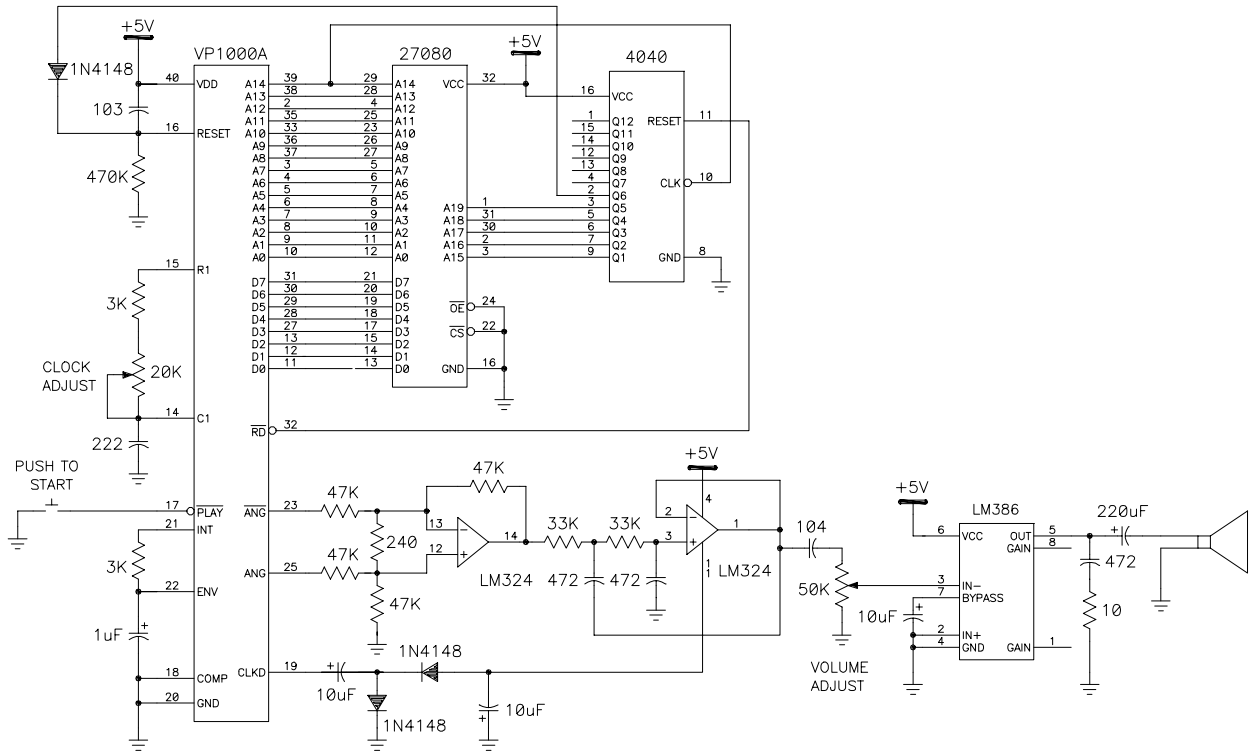 +5V
1N4148
103
470K
VP1000A
40 VDD
16 RESET
15 R1
14 C1
17 PLAY
21 INT
22 ENV
18 COMP
20 GND
A14 39
A13 38
A12 2
A11 35
A10 33
A9 36
A8 37
A7 3
A6 4
A5 5
A4 6
A3 7
A2 8
A1 9
A0 10
D7 31
D6 30
D5 29
D4 28
D3 27
D2 13
D1 12
D0 11
RD 32
ANG 23
ANG 25
CLKD 19
27080
29 A14
28 A13
4 A12
25 A11
23 A10
26 A9
27 A8
5 A7
6 A6
7 A5
8 A4
9 A3
10 A2
11 A1
12 A0
21 D7
20 D6
19 D5
18 D4
17 D3
15 D2
14 D1
13 D0
VCC 32
A19 1
A18 31
A17 30
A16 2
A15 3
OE 24
CS 22
GND 16
+5V
4040
16 VCC
1 Q12
15 Q11
14 Q10
12 Q9
13 Q8
4 Q7
2 Q6
3 Q5
5 Q4
6 Q3
7 Q2
9 Q1
RESET 11
CLK 10
GND 8
3K
CLOCK
ADJUST
20K
222
PUSH TO
START
3K
1uF
+
47K
47K
240
47K
47K
13
12
14
−
+
LM324
33K
33K
472
472
+5V
4
2
3
1
11
−
+
LM324
1N4148
+
10uF
1N4148
+
10uF
104
50K
VOLUME
ADJUST
+5V
LM386
6 VCC
3 IN-
7 BYPASS
2 IN+
4 GND
OUT 5
GAIN 8
GAIN 1
10uF
+
220uF
+
472
10